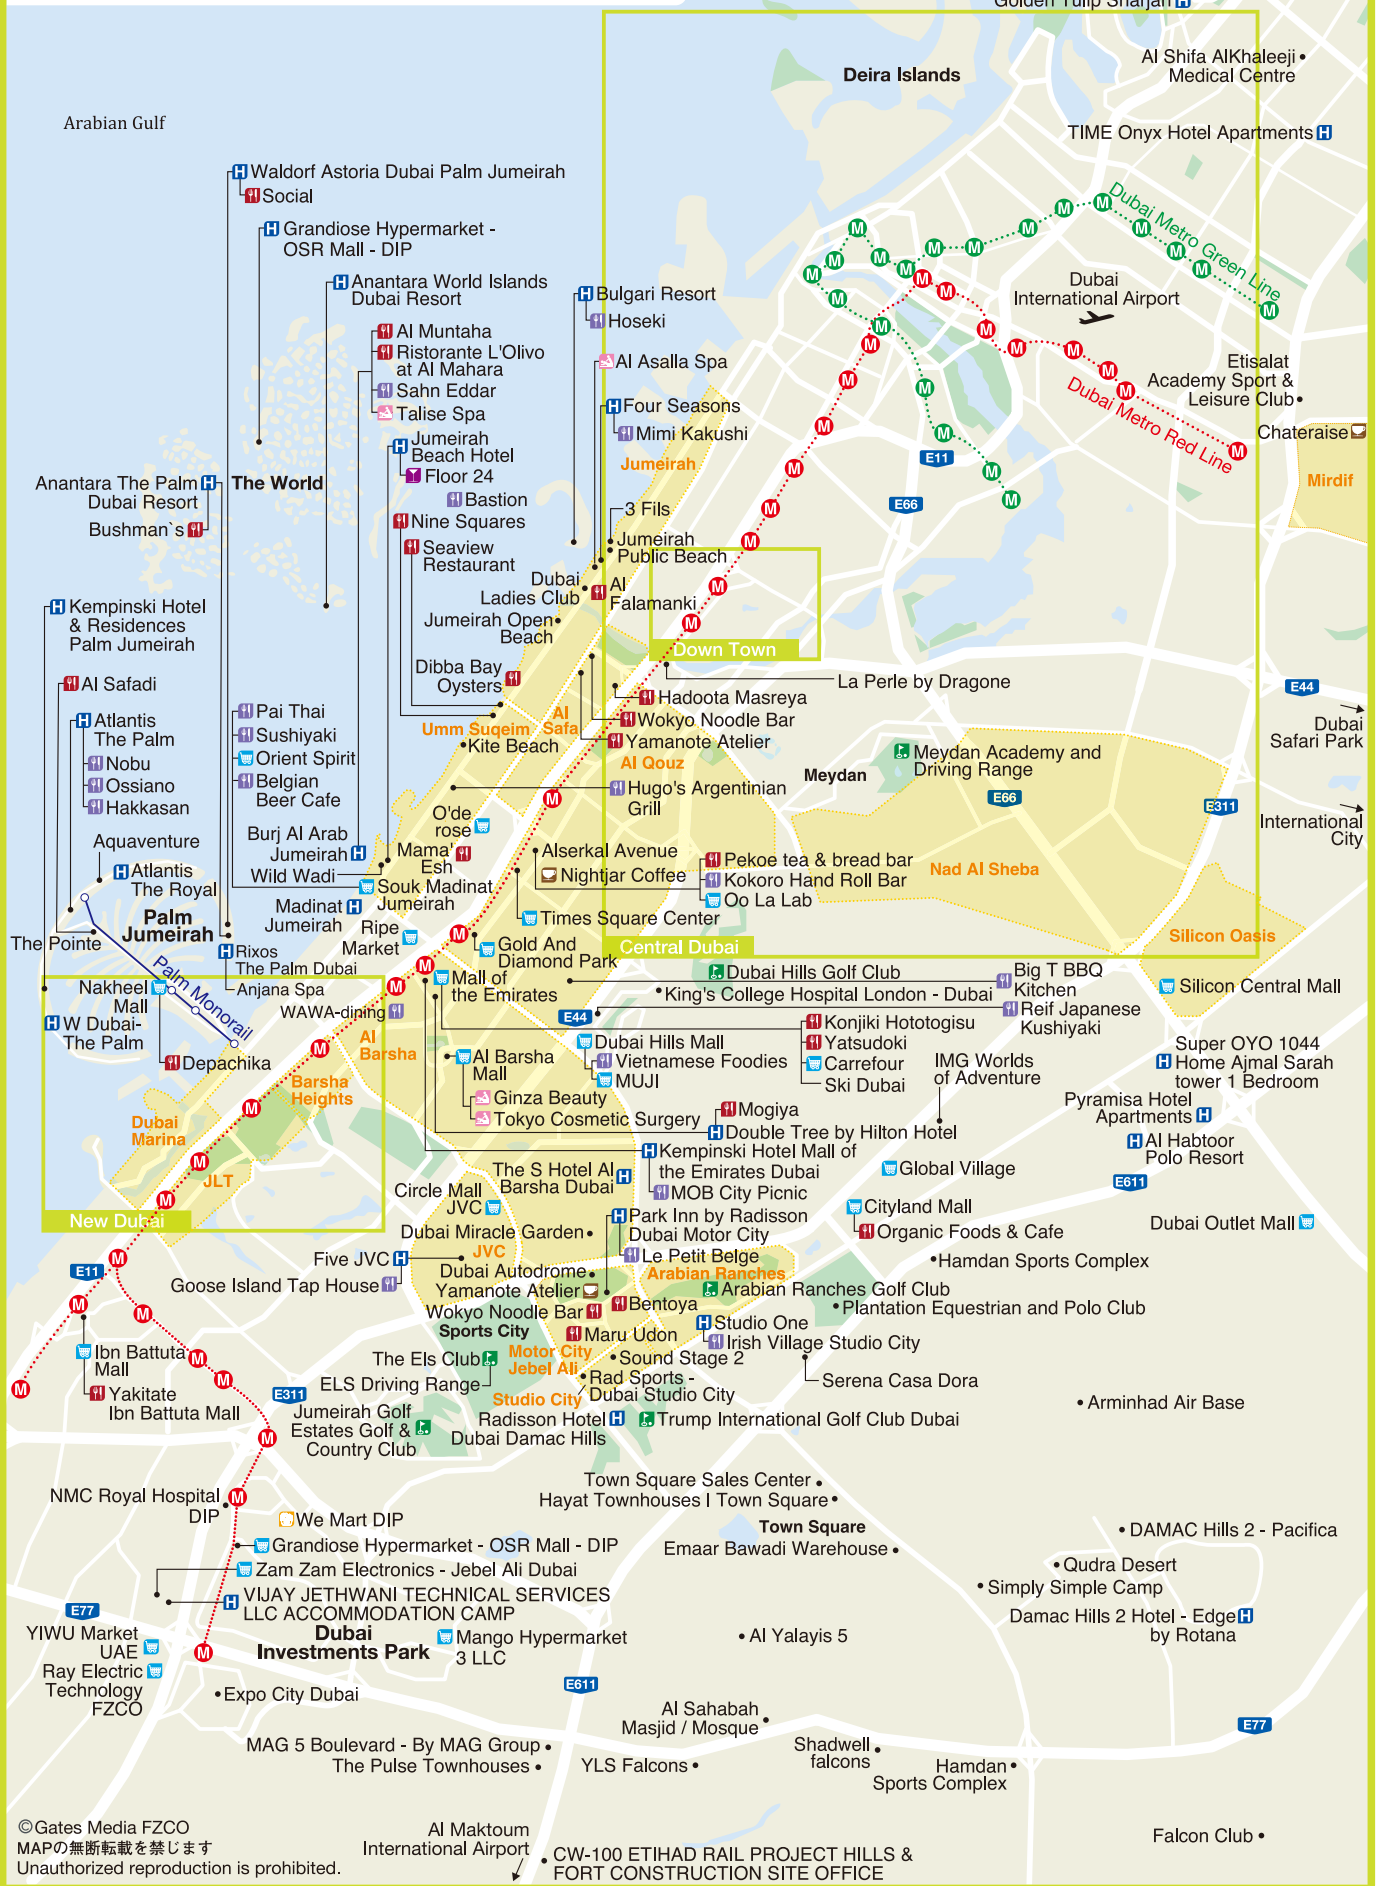 Golden Tulip Sharjah H
Deira Islands
Al Shifa AlKhaleeji
Medical Centre
Arabian Gulf
TIME Onyx Hotel Apartments H
H Waldorf Astoria Dubai Palm Jumeirah
Social
H Grandiose Hypermarket -
OSR Mall - DIP
Dubai Metro Green Line
H Anantara World Islands
Dubai Resort
Dubai
International Airport
H Bulgari Resort
Hoseki
Al Muntaha
Ristorante L'Olivo
at Al Mahara
Sahn Eddar
Talise Spa
Al Asalla Spa
Etisalat
Academy Sport &
Leisure Club
Dubai Metro Red Line
H Four Seasons
Mimi Kakushi
Chateraise
H Jumeirah
Beach Hotel
Floor 24
Bastion
Jumeirah
E11
Mirdif
Anantara The Palm H
Dubai Resort
Bushman`s
The World
E66
Nine Squares
Seaview
Restaurant
3 Fils
Jumeirah
Public Beach
Dubai
Ladies Club
Al
Falamanki
H Kempinski Hotel
& Residences
Palm Jumeirah
Jumeirah Open
Beach
Down Town
Dibba Bay
Oysters
La Perle by Dragone
E44
Al Safadi
Hadoota Masreya
H Atlantis
The Palm
Nobu
Ossiano
Hakkasan
Pai Thai
Sushiyaki
Orient Spirit
Belgian
Beer Cafe
Umm Suqeim
Al
Safa
Kite Beach
Wokyo Noodle Bar
Yamanote Atelier
Al Qouz
Dubai
Safari Park
Meydan
Meydan Academy and
Driving Range
Hugo's Argentinian
Grill
E66
E311
International
City
Aquaventure
Burj Al Arab
Jumeirah H
O'de
rose
Mama'
Esh
Alserkal Avenue
Nightjar Coffee
Pekoe tea & bread bar
Kokoro Hand Roll Bar
Oo La Lab
Nad Al Sheba
H Atlantis
The Royal
Wild Wadi
Souk Madinat
Jumeirah
Madinat H
Jumeirah
Palm
Jumeirah
The Pointe
Times Square Center
Ripe
Market
Central Dubai
Silicon Oasis
H Rixos
The Palm Dubai
Anjana Spa
Palm Monorail
Gold And
Diamond Park
Mall of
the Emirates
Dubai Hills Golf Club
King's College Hospital London - Dubai
Big T BBQ
Kitchen
Reif Japanese
Kushiyaki
Silicon Central Mall
Nakheel
Mall
H W Dubai-
The Palm
WAWA-dining
E44
Al
Barsha
Konjiki Hototogisu
Yatsudoki
Carrefour
Ski Dubai
Depachika
Al Barsha
Mall
Ginza Beauty
Tokyo Cosmetic Surgery
Dubai Hills Mall
Vietnamese Foodies
MUJI
IMG Worlds
of Adventure
Super OYO 1044
H Home Ajmal Sarah
tower 1 Bedroom
Barsha
Heights
Dubai
Marina
Mogiya
H Double Tree by Hilton Hotel
Pyramisa Hotel
Apartments H
H Al Habtoor
Polo Resort
H Kempinski Hotel Mall of
the Emirates Dubai
MOB City Picnic
Global Village
JLT
The S Hotel Al
Barsha Dubai H
E611
Circle Mall
JVC
Cityland Mall
Organic Foods & Cafe
Dubai Outlet Mall
New Dubai
H Park Inn by Radisson
Dubai Motor City
Le Petit Belge
Dubai Miracle Garden
JVC
Five JVC H
Goose Island Tap House
Hamdan Sports Complex
E11
Dubai Autodrome
Yamanote Atelier
Wokyo Noodle Bar
Arabian Ranches
Arabian Ranches Golf Club
Plantation Equestrian and Polo Club
Bentoya
Sports City
Maru Udon
H Studio One
Irish Village Studio City
Ibn Battuta
Mall
Yakitate
Ibn Battuta Mall
The Els Club
ELS Driving Range
Motor City
Jebel Ali
Sound Stage 2
Rad Sports -
Dubai Studio City
Serena Casa Dora
Studio City
E311
Jumeirah Golf
Estates Golf &
Country Club
Radisson Hotel H
Dubai Damac Hills
Trump International Golf Club Dubai
Arminhad Air Base
Town Square Sales Center
Hayat Townhouses I Town Square
Town Square
Emaar Bawadi Warehouse
NMC Royal Hospital
DIP
We Mart DIP
Grandiose Hypermarket - OSR Mall - DIP
Zam Zam Electronics - Jebel Ali Dubai
H VIJAY JETHWANI TECHNICAL SERVICES
LLC ACCOMMODATION CAMP
DAMAC Hills 2 - Pacifica
Qudra Desert
Simply Simple Camp
Damac Hills 2 Hotel - Edge H
by Rotana
E77
YIWU Market
UAE
Ray Electric
Technology
FZCO
Dubai
Investments Park
Mango Hypermarket
3 LLC
Al Yalayis 5
Expo City Dubai
E611
Al Sahabah
Masjid / Mosque
E77
MAG 5 Boulevard - By MAG Group
The Pulse Townhouses
YLS Falcons
Shadwell
falcons
Hamdan
Sports Complex
©Gates Media FZCO
MAPの無断転載を禁じます
Unauthorized reproduction is prohibited.
Al Maktoum
International Airport
CW-100 ETIHAD RAIL PROJECT HILLS &
FORT CONSTRUCTION SITE OFFICE
Falcon Club